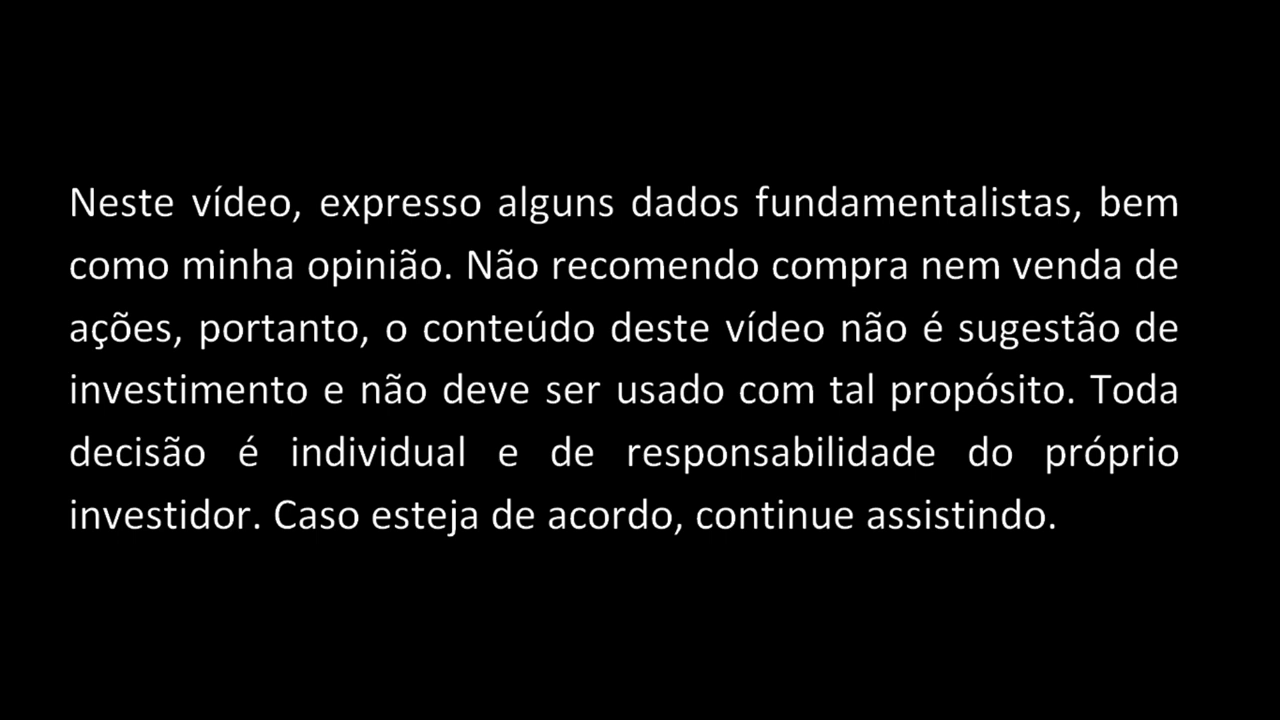 Neste vídeo, expresso alguns dados fundamentalistas, bem
como minha opinião. Não recomendo compra nem venda de
ações, portanto, o conteúdo deste vídeo não é sugestão de
investimento e não deve ser usado com tal propósito. Toda
decisão é individual e de responsabilidade do próprio
investidor. Caso esteja de acordo, continue assistindo.